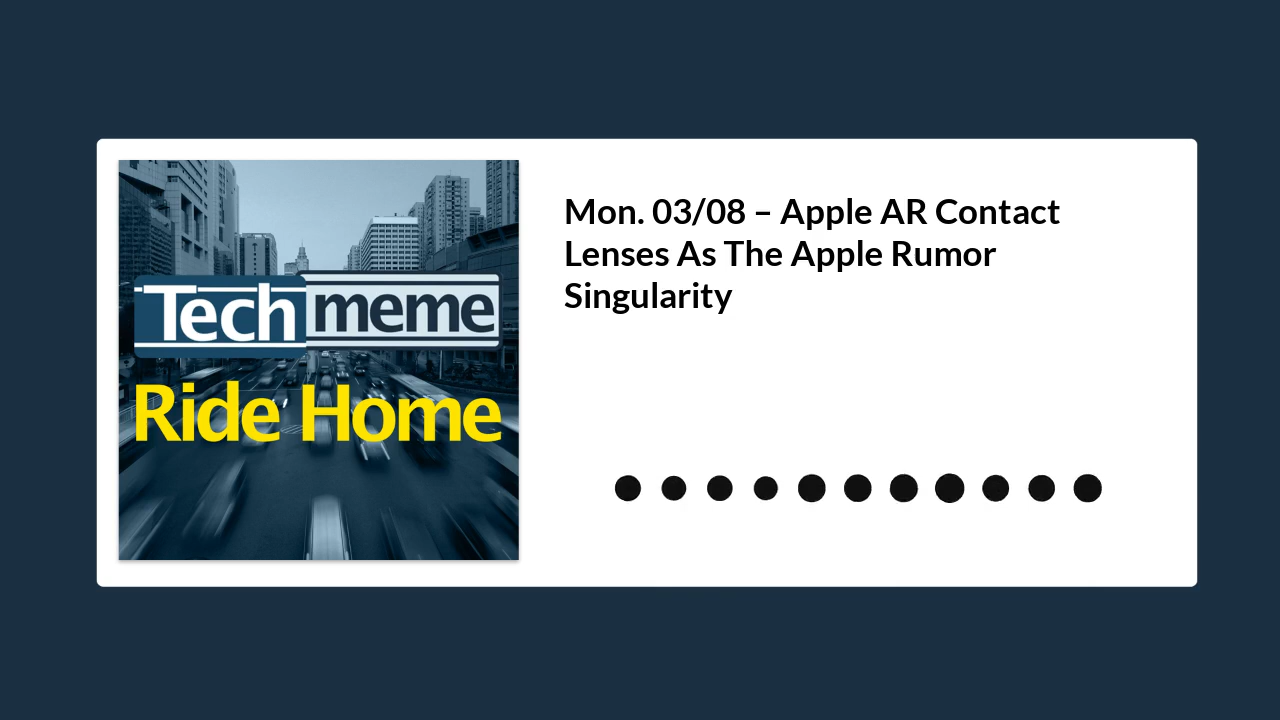 Techmeme
Ride Home
Mon. 03/08 – Apple AR Contact
Lenses As The Apple Rumor
Singularity